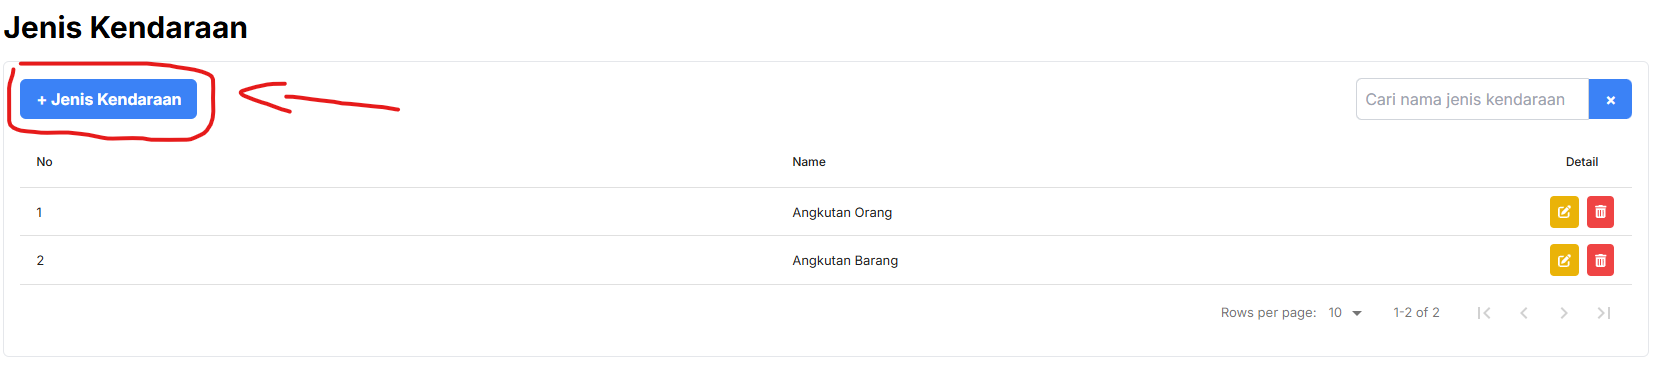 Jenis Kendaraan
+ Jenis Kendaraan
Cari nama jenis kendaraan ×
No Name Detail
1 Angkutan Orang
2 Angkutan Barang
Rows per page: 10 1-2 of 2